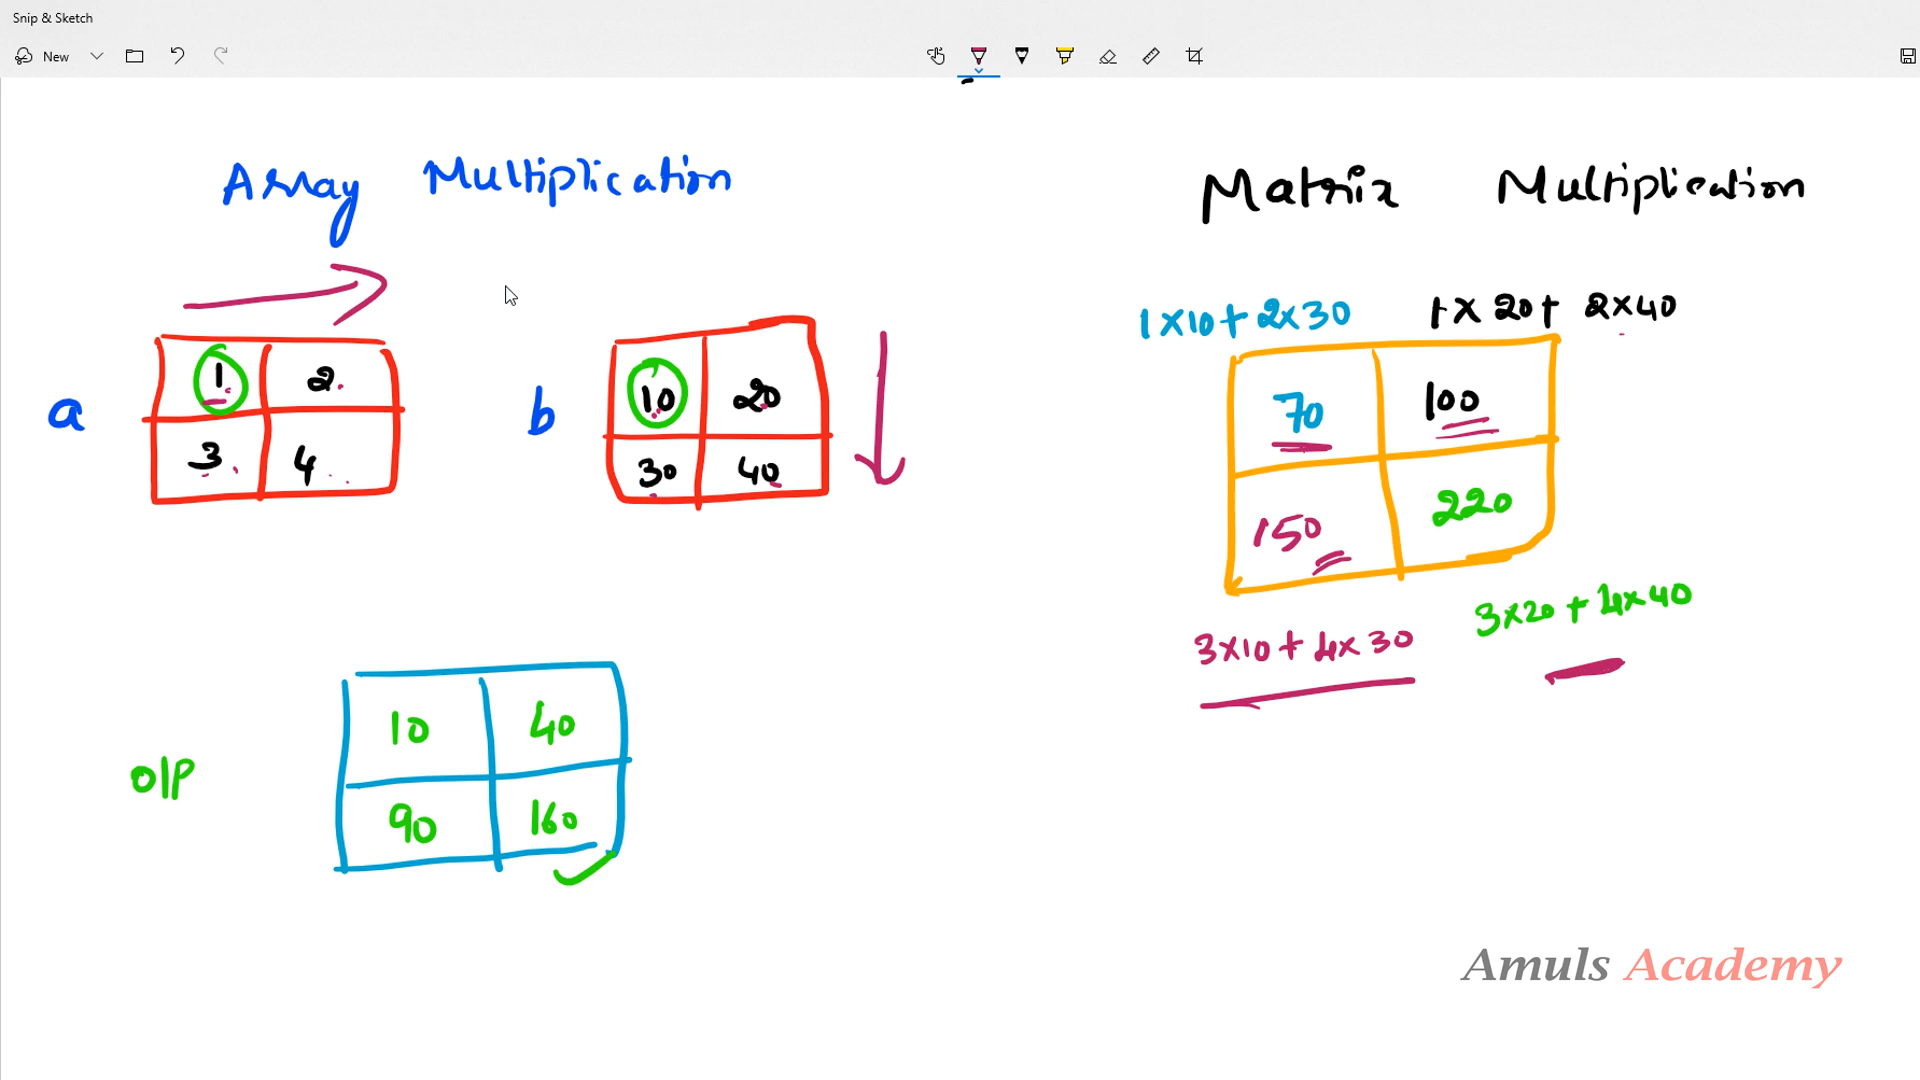 Snip & Sketch
New
Array Multiplication
Matrix Multiplication
1x10+2x30
1x20+ 2x40
a
1 2
3 4
b
10 20
30 40
70 100
150 220
3x10+4x30
3x20+4x40
O/P
10 40
90 160
Amuls Academy